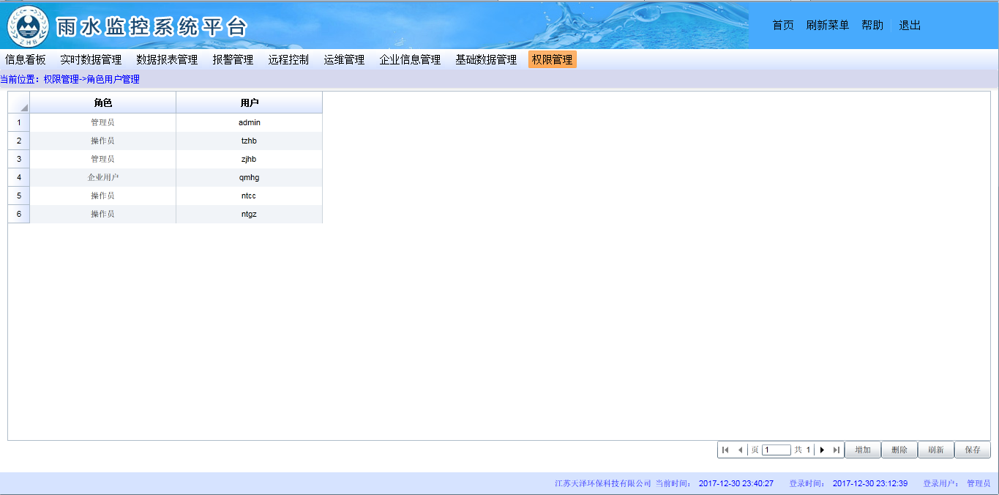 ZHB
雨水监控系统平台
首页 刷新菜单 帮助 退出
信息看板 实时数据管理 数据报表管理 报警管理 远程控制 运维管理 企业信息管理 基础数据管理 权限管理
当前位置：权限管理->角色用户管理
角色 用户
1 管理员 admin
2 操作员 tzhb
3 管理员 zjhb
4 企业用户 qmhg
5 操作员 ntcc
6 操作员 ntgz
页 1 共 1 增加 删除 刷新 保存
江苏天泽环保科技有限公司 当前时间： 2017-12-30 23:40:27 登录时间： 2017-12-30 23:12:39 登录用户： 管理员